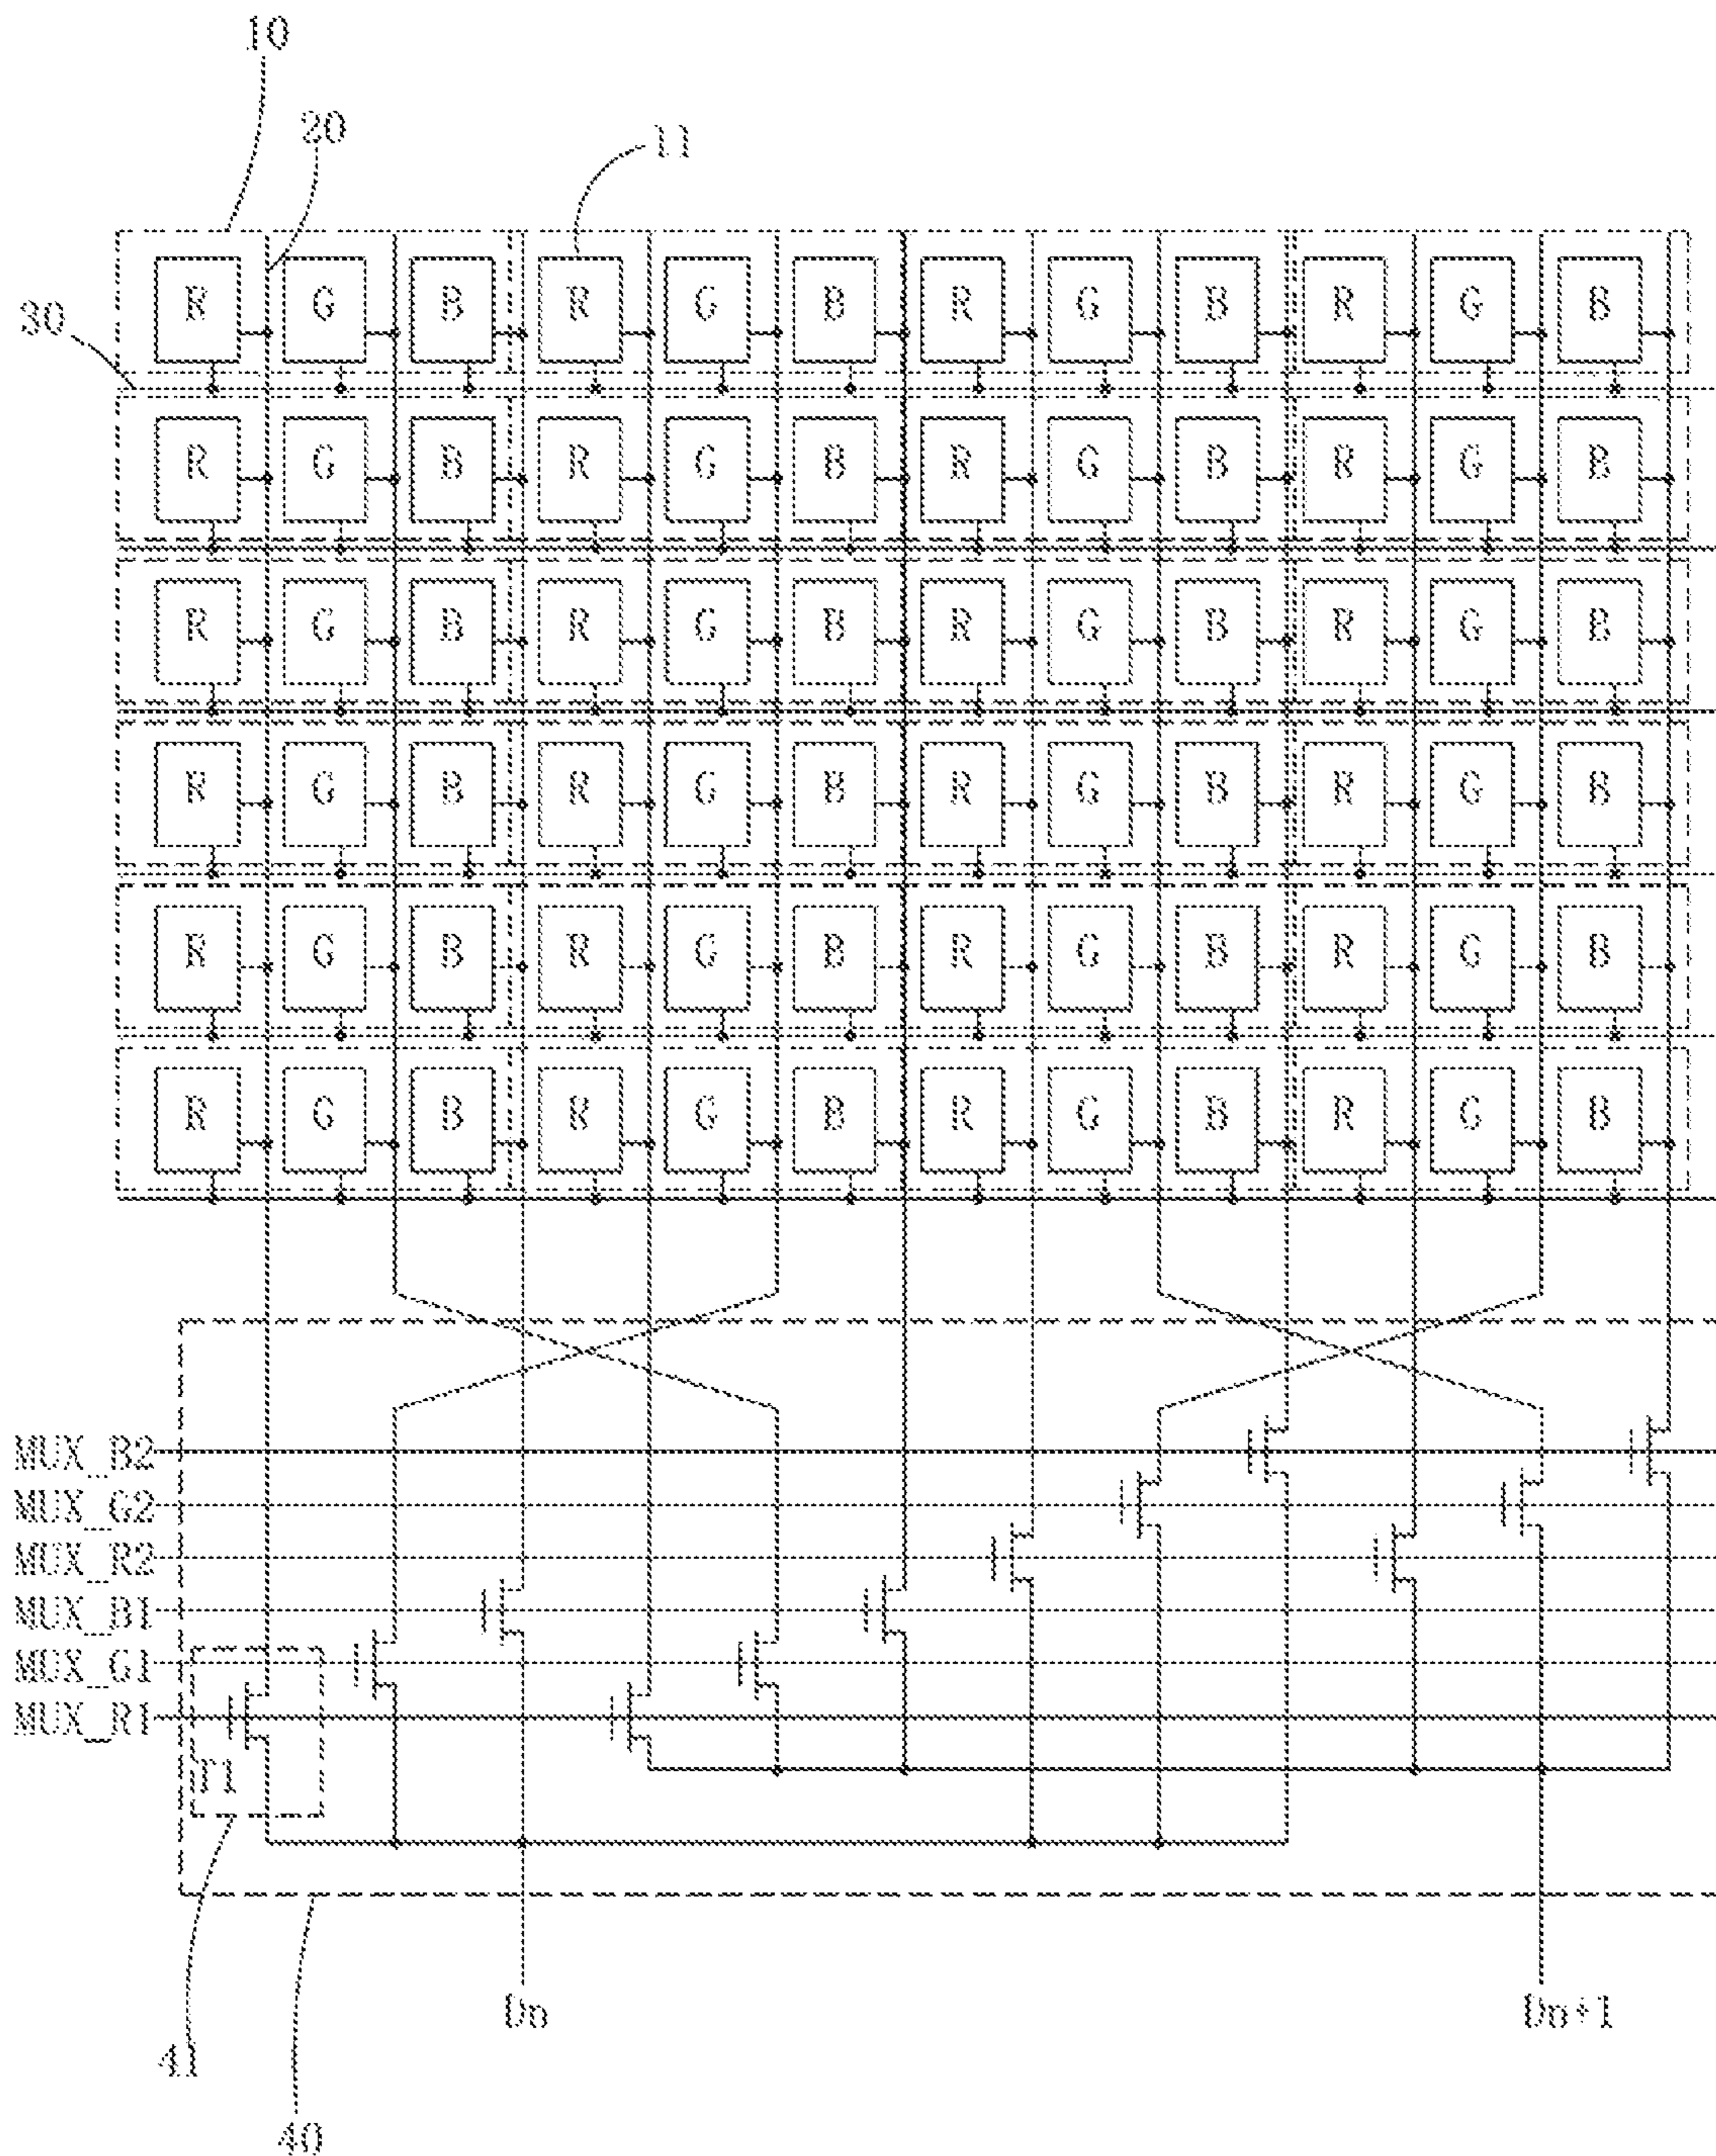 10
20
11
R G B R G B R G B R G B
30
R G B R G B R G B R G B
R G B R G B R G B R G B
R G B R G B R G B R G B
R G B R G B R G B R G B
R G B R G B R G B R G B
MUX_B2
MUX_G2
MUX_R2
MUX_B1
MUX_G1
MUX_R1
T1
Dn
Dn+1
41
40